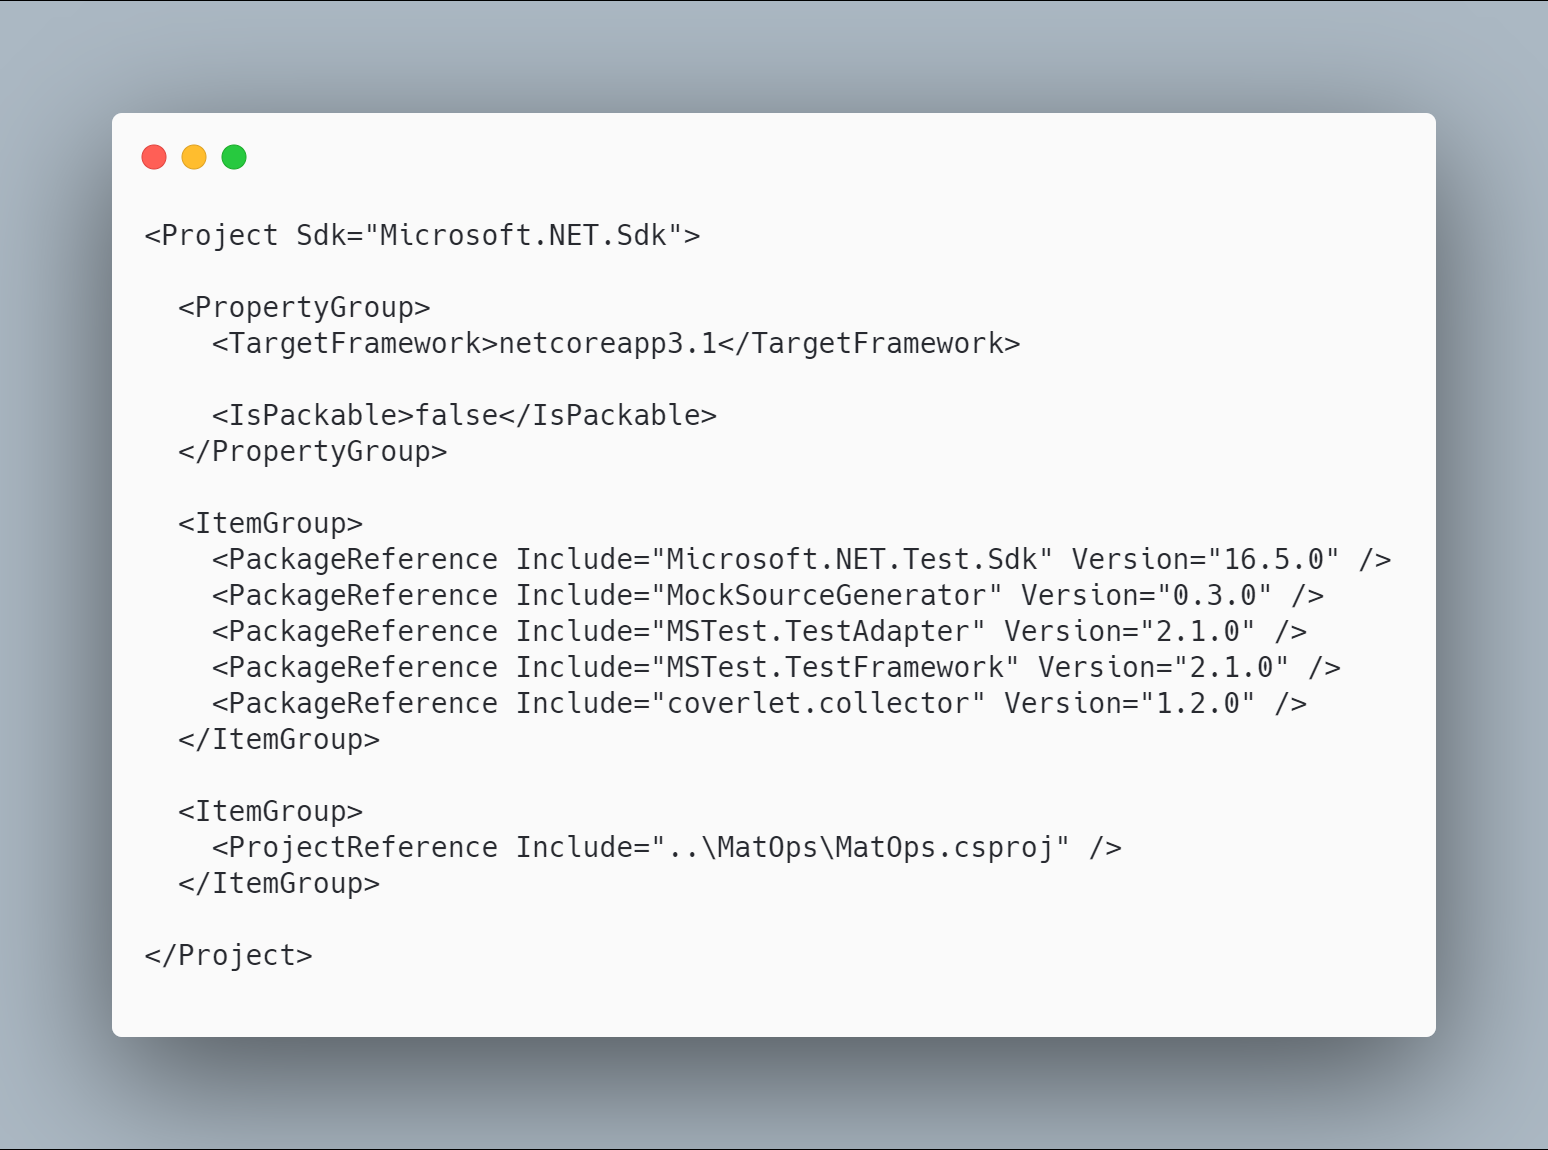 <Project Sdk="Microsoft.NET.Sdk">
  <PropertyGroup>
    <TargetFramework>netcoreapp3.1</TargetFramework>
    <IsPackable>false</IsPackable>
  </PropertyGroup>
  <ItemGroup>
    <PackageReference Include="Microsoft.NET.Test.Sdk" Version="16.5.0" />
    <PackageReference Include="MockSourceGenerator" Version="0.3.0" />
    <PackageReference Include="MSTest.TestAdapter" Version="2.1.0" />
    <PackageReference Include="MSTest.TestFramework" Version="2.1.0" />
    <PackageReference Include="coverlet.collector" Version="1.2.0" />
  </ItemGroup>
  <ItemGroup>
    <ProjectReference Include="..\MatOps\MatOps.csproj" />
  </ItemGroup>
</Project>